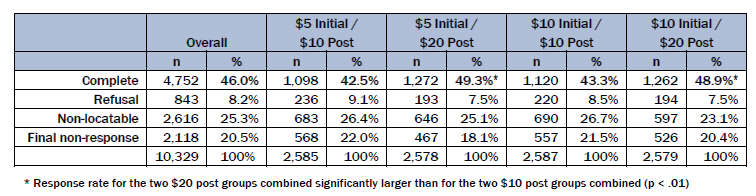 $5 Initial / $5 Initial / $10 Initial / $10 Initial /
Overall $10 Post $20 Post $10 Post $20 Post
n % n % n % n % n %
Complete 4,752 46.0% 1,098 42.5% 1,272 49.3%* 1,120 43.3% 1,262 48.9%*
Refusal 843 8.2% 236 9.1% 193 7.5% 220 8.5% 194 7.5%
Non-locatable 2,616 25.3% 683 26.4% 646 25.1% 690 26.7% 597 23.1%
Final non-response 2,118 20.5% 568 22.0% 467 18.1% 557 21.5% 526 20.4%
10,329 100% 2,585 100% 2,578 100% 2,587 100% 2,579 100%
* Response rate for the two $20 post groups combined significantly larger than for the two $10 post groups combined (p < .01)